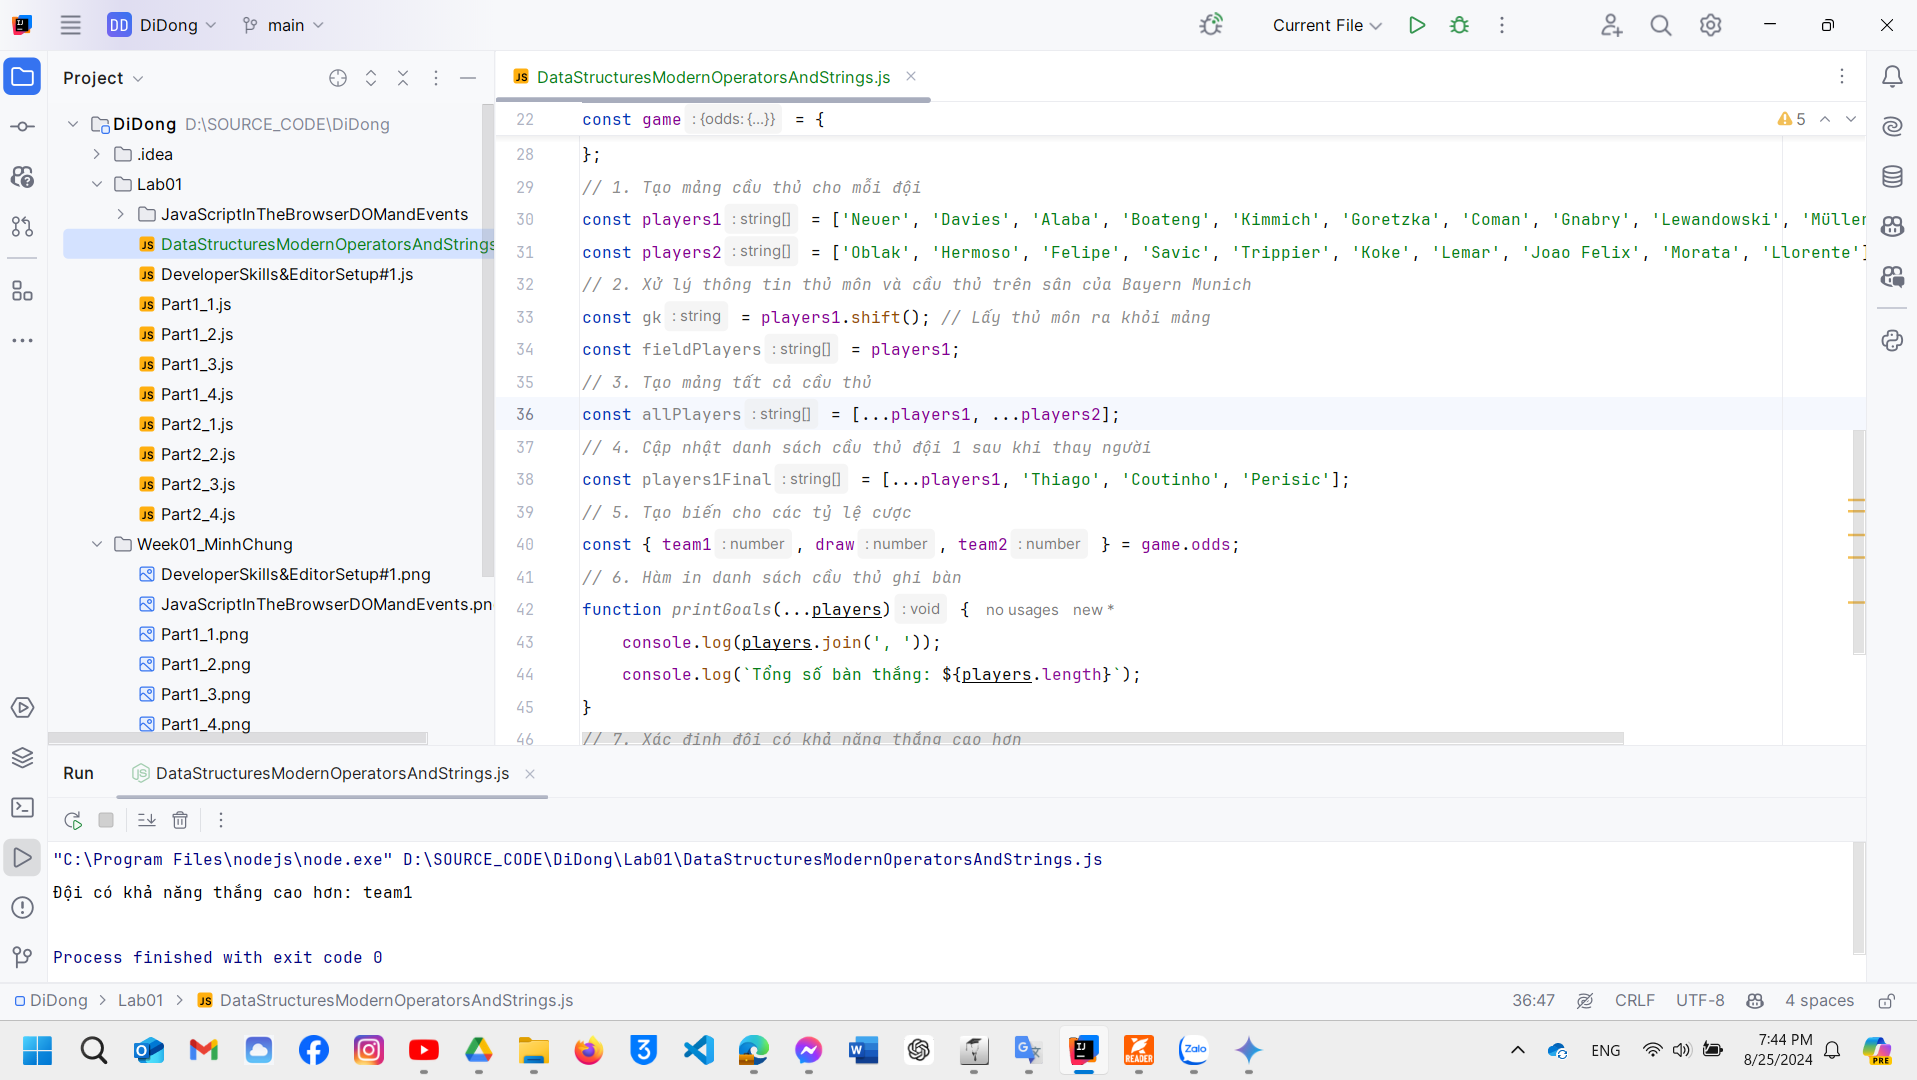 DD DiDong main Current File
Project
DataStructuresModernOperatorsAndStrings.js
DiDong D:\SOURCE_CODE\DiDong
.idea
Lab01
JavaScriptInTheBrowserDOMandEvents
DataStructuresModernOperatorsAndStrings
DeveloperSkills&EditorSetup#1.js
Part1_1.js
Part1_2.js
Part1_3.js
Part1_4.js
Part2_1.js
Part2_2.js
Part2_3.js
Part2_4.js
Week01_MinhChung
DeveloperSkills&EditorSetup#1.png
JavaScriptInTheBrowserDOMandEvents.pn
Part1_1.png
Part1_2.png
Part1_3.png
Part1_4.png
22 const game : {odds: {...}} = {
5
28 };
29 // 1. Tạo mảng cầu thủ cho mỗi đội
30 const players1 : string[] = ['Neuer', 'Davies', 'Alaba', 'Boateng', 'Kimmich', 'Goretzka', 'Coman', 'Gnabry', 'Lewandowski', 'Müller
31 const players2 : string[] = ['Oblak', 'Hermoso', 'Felipe', 'Savic', 'Trippier', 'Koke', 'Lemar', 'Joao Felix', 'Morata', 'Llorente']
32 // 2. Xử lý thông tin thủ môn và cầu thủ trên sân của Bayern Munich
33 const gk : string = players1.shift(); // Lấy thủ môn ra khỏi mảng
34 const fieldPlayers : string[] = players1;
35 // 3. Tạo mảng tất cả cầu thủ
36 const allPlayers : string[] = [...players1, ...players2];
37 // 4. Cập nhật danh sách cầu thủ đội 1 sau khi thay người
38 const players1Final : string[] = [...players1, 'Thiago', 'Coutinho', 'Perisic'];
39 // 5. Tạo biến cho các tỷ lệ cược
40 const { team1 : number , draw : number , team2 : number } = game.odds;
41 // 6. Hàm in danh sách cầu thủ ghi bàn
42 function printGoals(...players) : void { no usages new *
43 console.log(players.join(', '));
44 console.log(`Tổng số bàn thắng: ${players.length}`);
45 }
46 // 7. Xác định đội có khả năng thắng cao hơn
Run DataStructuresModernOperatorsAndStrings.js
"C:\Program Files\nodejs\node.exe" D:\SOURCE_CODE\DiDong\Lab01\DataStructuresModernOperatorsAndStrings.js
Đội có khả năng thắng cao hơn: team1
Process finished with exit code 0
DiDong > Lab01 > DataStructuresModernOperatorsAndStrings.js
36:47 CRLF UTF-8 4 spaces
ENG
7:44 PM
8/25/2024